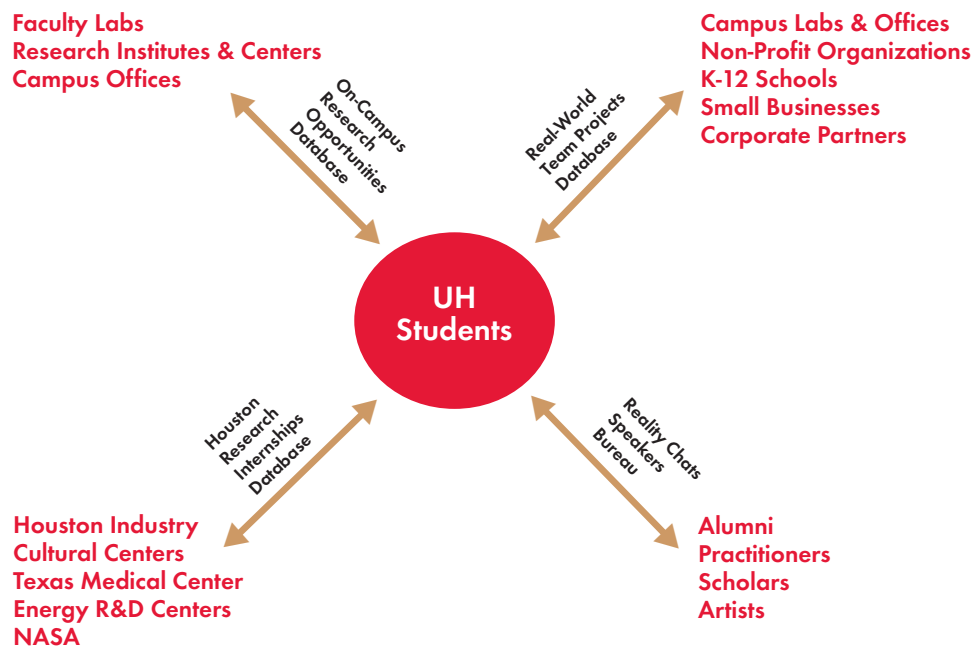 Faculty Labs
Research Institutes & Centers
Campus Offices
Campus Labs & Offices
Non-Profit Organizations
K-12 Schools
Small Businesses
Corporate Partners
On-Campus
Research
Opportunities
Database
Real-World
Team Projects
Database
UH
Students
Houston
Research
Internships
Database
Reality Chats
Speakers
Bureau
Houston Industry
Cultural Centers
Texas Medical Center
Energy R&D Centers
NASA
Alumni
Practitioners
Scholars
Artists